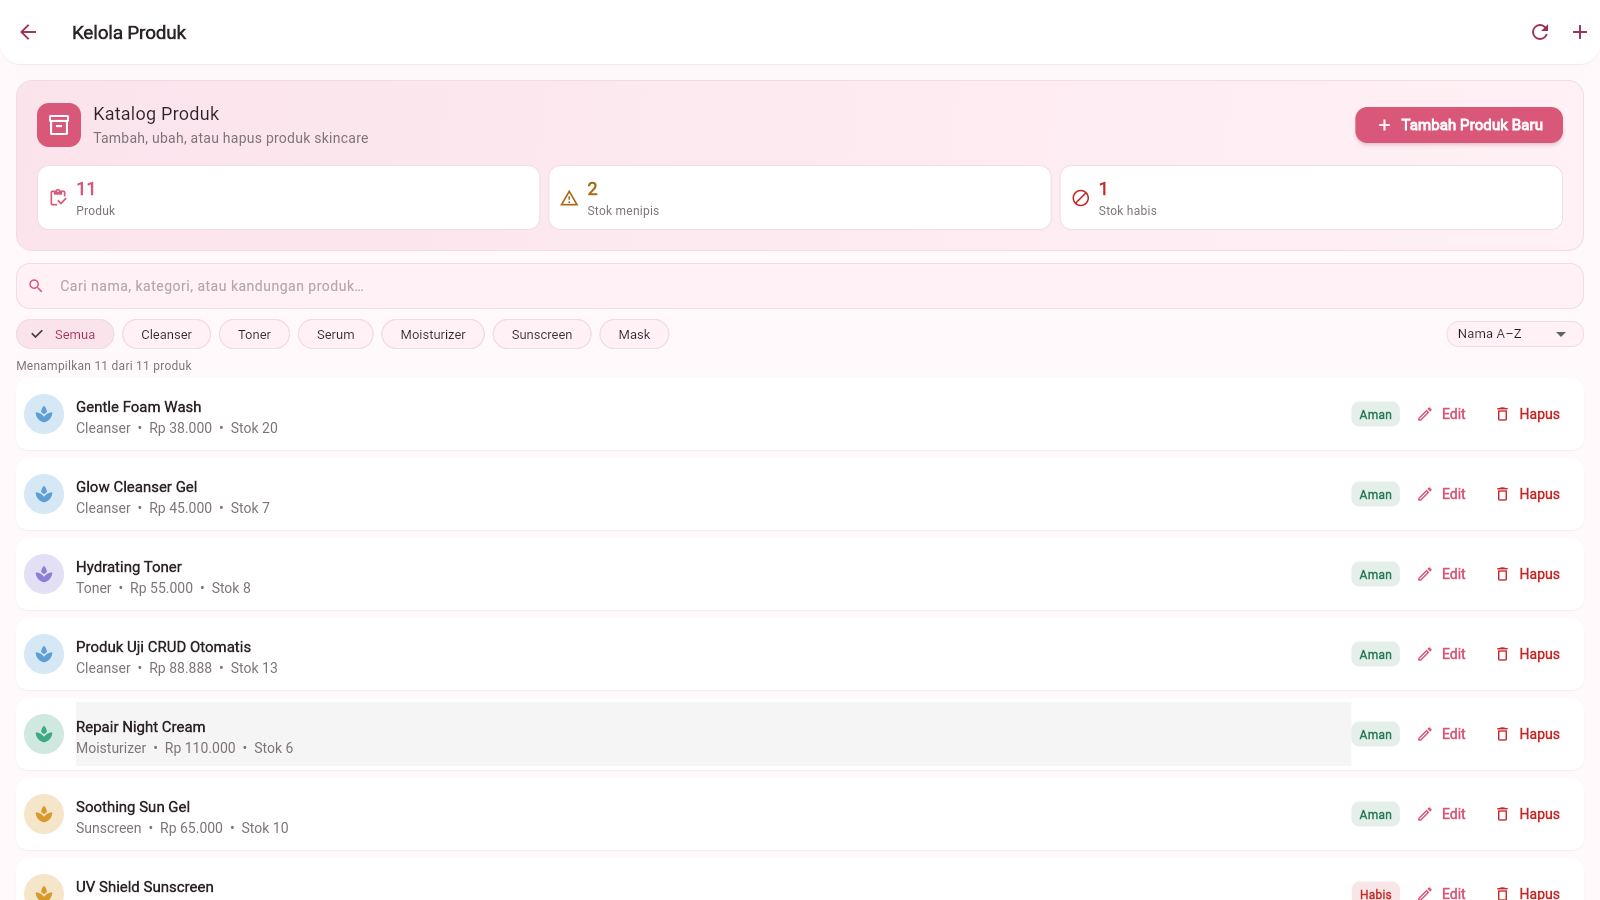 Kelola Produk
Katalog Produk
Tambah, ubah, atau hapus produk skincare
+ Tambah Produk Baru
11
Produk
2
Stok menipis
1
Stok habis
Cari nama, kategori, atau kandungan produk...
Semua Cleanser Toner Serum Moisturizer Sunscreen Mask Nama A–Z
Menampilkan 11 dari 11 produk
Gentle Foam Wash
Cleanser • Rp 38.000 • Stok 20
Aman Edit Hapus
Glow Cleanser Gel
Cleanser • Rp 45.000 • Stok 7
Aman Edit Hapus
Hydrating Toner
Toner • Rp 55.000 • Stok 8
Aman Edit Hapus
Produk Uji CRUD Otomatis
Cleanser • Rp 88.888 • Stok 13
Aman Edit Hapus
Repair Night Cream
Moisturizer • Rp 110.000 • Stok 6
Aman Edit Hapus
Soothing Sun Gel
Sunscreen • Rp 65.000 • Stok 10
Aman Edit Hapus
UV Shield Sunscreen
Habis Edit Hapus